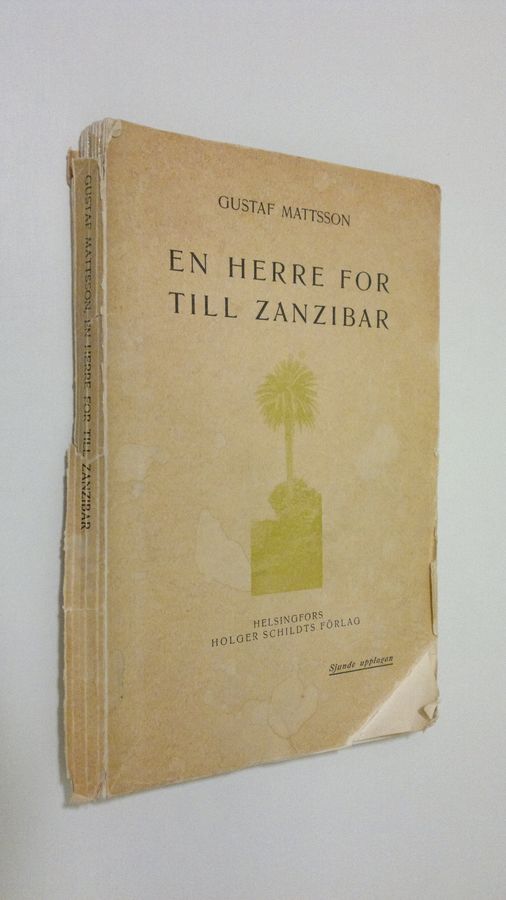 GUSTAF MATTSSON
EN HERRE FOR
TILL ZANZIBAR
HELSINGFORS
HOLGER SCHILDTS FÖRLAG
Sjunde upplagen
GUSTAF MATTSSON, EN HERRE FOR TILL ZANZIBAR